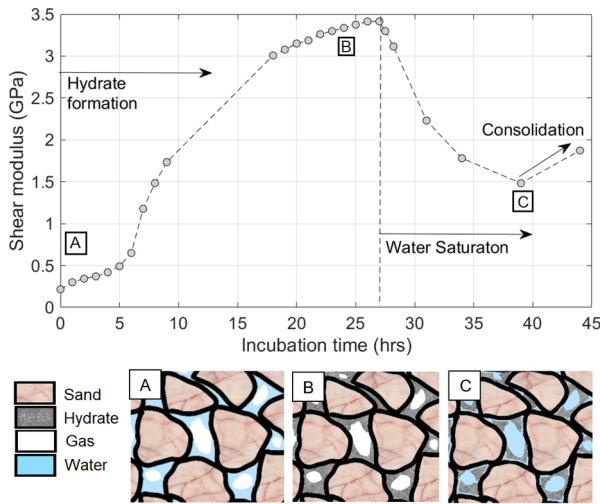 3.5
3
2.5
2
1.5
1
0.5
0
Shear modulus (GPa)
B
Hydrate
formation
Consolidation
C
A
Water Saturaton
0
5
10
15
20
25
30
35
40
45
Incubation time (hrs)
Sand
Hydrate
Gas
Water
A
B
C